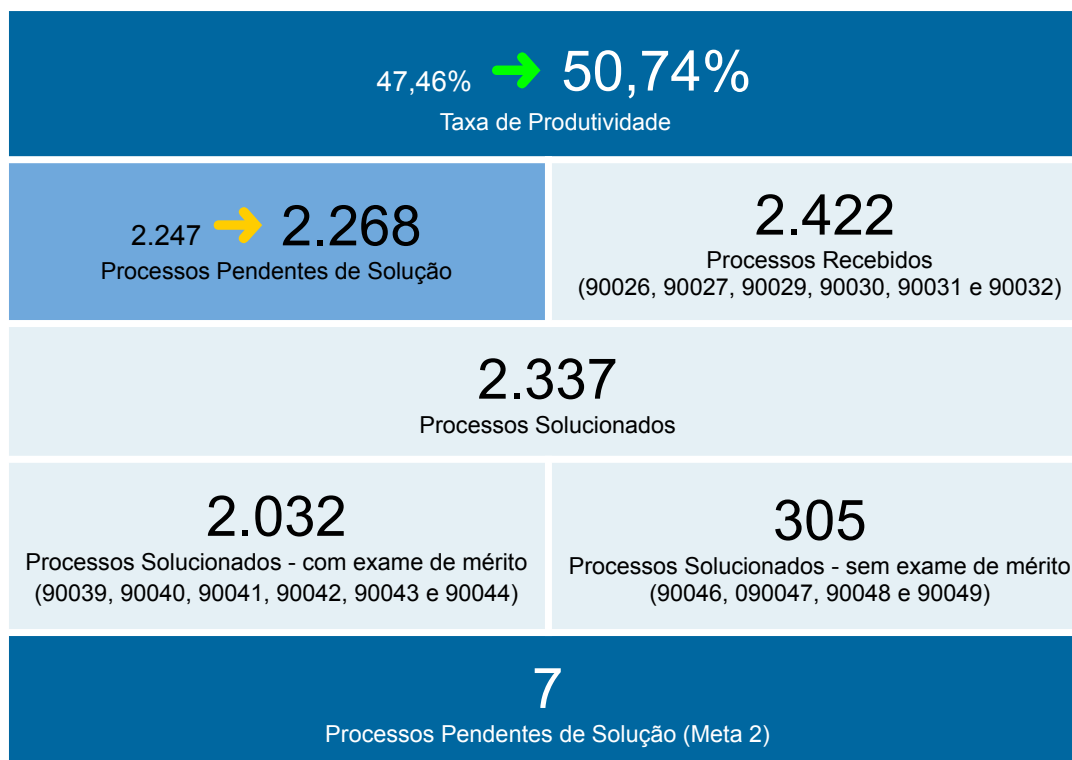 47,46% 50,74%
Taxa de Produtividade
2.247 2.268
Processos Pendentes de Solução
2.422
Processos Recebidos
(90026, 90027, 90029, 90030, 90031 e 90032)
2.337
Processos Solucionados
2.032
Processos Solucionados - com exame de mérito
(90039, 90040, 90041, 90042, 90043 e 90044)
305
Processos Solucionados - sem exame de mérito
(90046, 090047, 90048 e 90049)
7
Processos Pendentes de Solução (Meta 2)